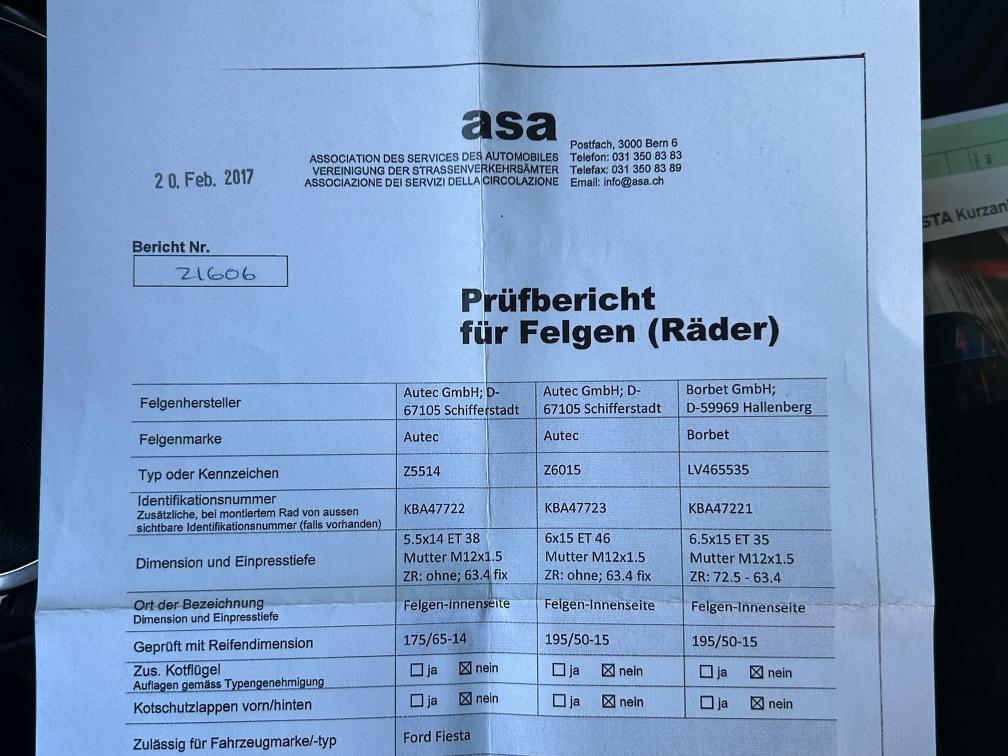 asa
ASSOCIATION DES SERVICES DES AUTOMOBILES
VEREINIGUNG DER STRASSENVERKEHRSÄMTER
ASSOCIAZIONE DEI SERVIZI DELLA CIRCOLAZIONE
Postfach, 3000 Bern 6
Telefon: 031 350 83 83
Telefax: 031 350 83 89
Email: info@asa.ch
20. Feb. 2017
STA Kurzan
Bericht Nr.
21606
Prüfbericht
für Felgen (Räder)
Felgenhersteller
Autec GmbH; D-
67105 Schifferstadt
Autec GmbH; D-
67105 Schifferstadt
Borbet GmbH;
D-59969 Hallenberg
Felgenmarke
Autec
Autec
Borbet
Typ oder Kennzeichen
Z5514
Z6015
LV465535
Identifikationsnummer
Zusätzliche, bei montiertem Rad von aussen
sichtbare Identifikationsnummer (falls vorhanden)
KBA47722
KBA47723
KBA47221
Dimension und Einpresstiefe
5.5x14 ET 38
Mutter M12x1.5
ZR: ohne; 63.4 fix
6x15 ET 46
Mutter M12x1.5
ZR: ohne; 63.4 fix
6.5x15 ET 35
Mutter M12x1.5
ZR: 72.5 - 63.4
Ort der Bezeichnung
Dimension und Einpresstiefe
Felgen-Innenseite
Felgen-Innenseite
Felgen-Innenseite
Geprüft mit Reifendimension
175/65-14
195/50-15
195/50-15
Zus. Kotflügel
Auflagen gemäss Typengenehmigung
☐ ja ☒ nein
☐ ja ☒ nein
☐ ja ☒ nein
Kotschutzlappen vorn/hinten
☐ ja ☒ nein
☐ ja ☒ nein
☐ ja ☒ nein
Zulässig für Fahrzeugmarke/-typ
Ford Fiesta